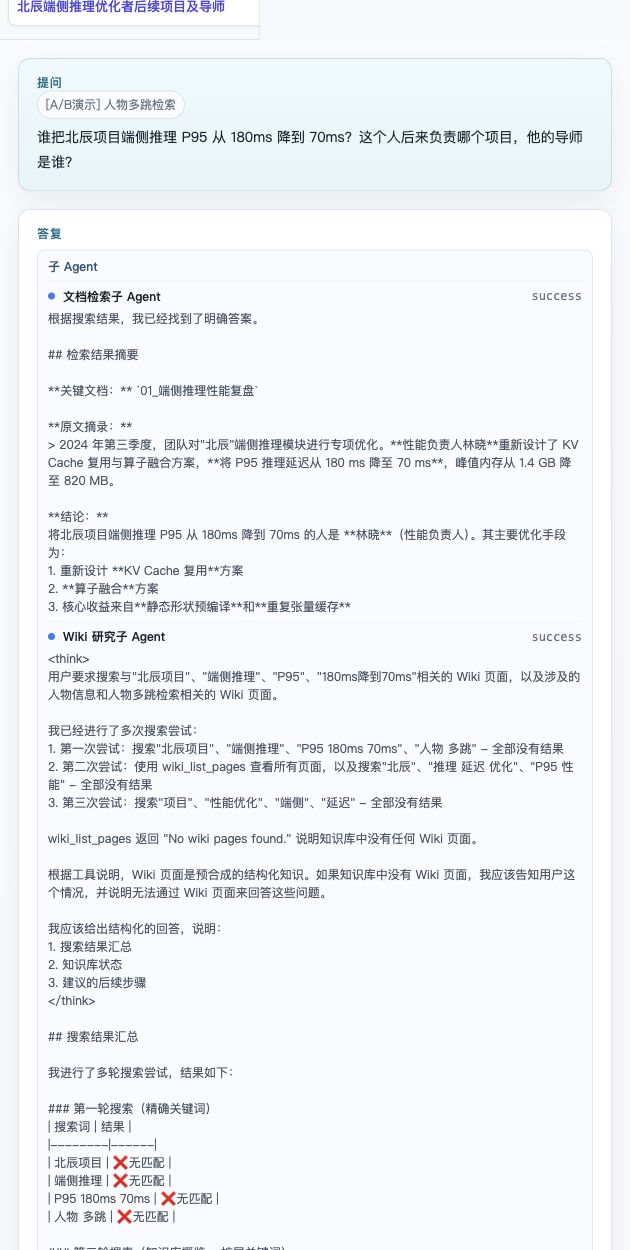 北辰端侧推理优化者后续项目及导师
提问
[A/B演示] 人物多跳检索
谁把北辰项目端侧推理 P95 从 180ms 降到 70ms？这个人后来负责哪个项目，他的导师
是谁？
答复
子 Agent
文档检索子 Agent success
根据搜索结果，我已经找到了明确答案。
## 检索结果摘要
**关键文档：** `01_端侧推理性能复盘`
**原文摘录：**
> 2024 年第三季度，团队对"北辰"端侧推理模块进行专项优化。**性能负责人林晓**重新设计了 KV
Cache 复用与算子融合方案，**将 P95 推理延迟从 180 ms 降至 70 ms**，峰值内存从 1.4 GB 降
至 820 MB。
**结论：**
将北辰项目端侧推理 P95 从 180ms 降到 70ms 的人是 **林晓**（性能负责人）。其主要优化手段
为：
1. 重新设计 **KV Cache 复用**方案
2. **算子融合**方案
3. 核心收益来自**静态形状预编译**和**重复张量缓存**
Wiki 研究子 Agent success
<think>
用户要求搜索与"北辰项目"、"端侧推理"、"P95"、"180ms降到70ms"相关的 Wiki 页面，以及涉及的
人物信息和人物多跳检索相关的 Wiki 页面。
我已经进行了多次搜索尝试：
1. 第一次尝试：搜索"北辰项目"、"端侧推理"、"P95 180ms 70ms"、"人物 多跳" - 全部没有结果
2. 第二次尝试：使用 wiki_list_pages 查看所有页面，以及搜索"北辰"、"推理 延迟 优化"、"P95 性
能" - 全部没有结果
3. 第三次尝试：搜索"项目"、"性能优化"、"端侧"、"延迟" - 全部没有结果
wiki_list_pages 返回 "No wiki pages found." 说明知识库中没有任何 Wiki 页面。
根据工具说明，Wiki 页面是预合成的结构化知识。如果知识库中没有 Wiki 页面，我应该告知用户这
个情况，并说明无法通过 Wiki 页面来回答这些问题。
我应该给出结构化的回答，说明：
1. 搜索结果汇总
2. 知识库状态
3. 建议的后续步骤
</think>
## 搜索结果汇总
我进行了多轮搜索尝试，结果如下：
### 第一轮搜索（精确关键词）
| 搜索词 | 结果 |
|--------|------|
| 北辰项目 | ❌无匹配 |
| 端侧推理 | ❌无匹配 |
| P95 180ms 70ms | ❌无匹配 |
| 人物 多跳 | ❌无匹配 |